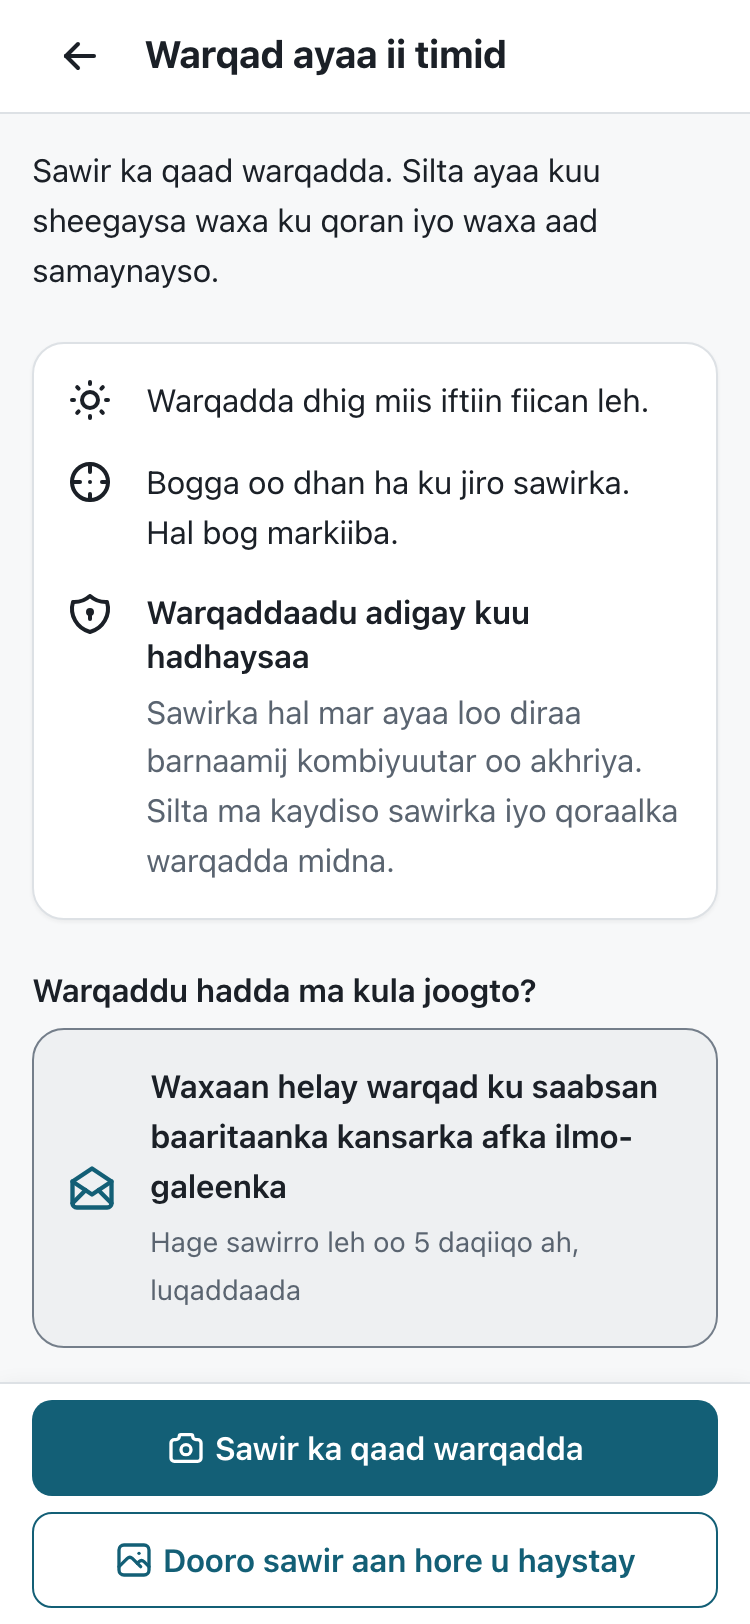 Warqad ayaa ii timid
Sawir ka qaad warqadda. Silta ayaa kuu
sheegaysa waxa ku qoran iyo waxa aad
samaynayso.
Warqadda dhig miis iftiin fiican leh.
Bogga oo dhan ha ku jiro sawirka.
Hal bog markiiba.
Warqaddaadu adigay kuu
hadhaysaa
Sawirka hal mar ayaa loo diraa
barnaamij kombiyuutar oo akhriya.
Silta ma kaydiso sawirka iyo qoraalka
warqadda midna.
Warqaddu hadda ma kula joogto?
Waxaan helay warqad ku saabsan
baaritaanka kansarka afka ilmo-
galeenka
Hage sawirro leh oo 5 daqiiqo ah,
luqaddaada
Sawir ka qaad warqadda
Dooro sawir aan hore u haystay